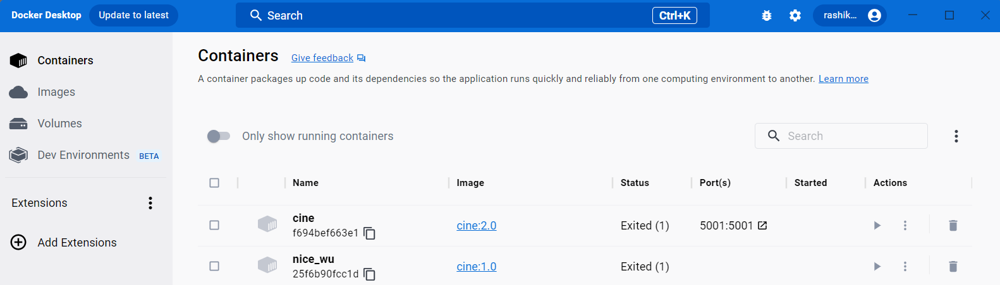 Docker Desktop Update to latest Search Ctrl+K rashik...
Containers
Images
Volumes
Dev Environments BETA
Extensions
Add Extensions
Containers Give feedback
A container packages up code and its dependencies so the application runs quickly and reliably from one computing environment to another. Learn more
Only show running containers Search
Name Image Status Port(s) Started Actions
cine
f694bef663e1 cine:2.0 Exited (1) 5001:5001
nice_wu
25f6b90fcc1d cine:1.0 Exited (1)